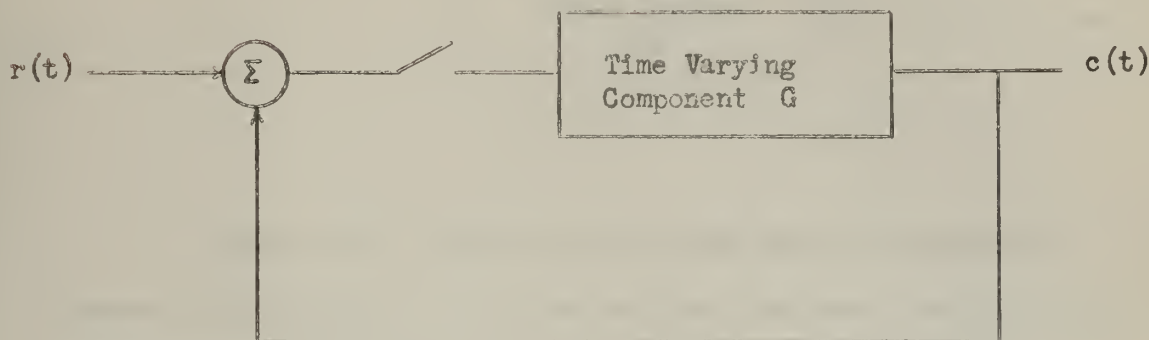 r(t)
Σ
Time Varying
Component G
c(t)